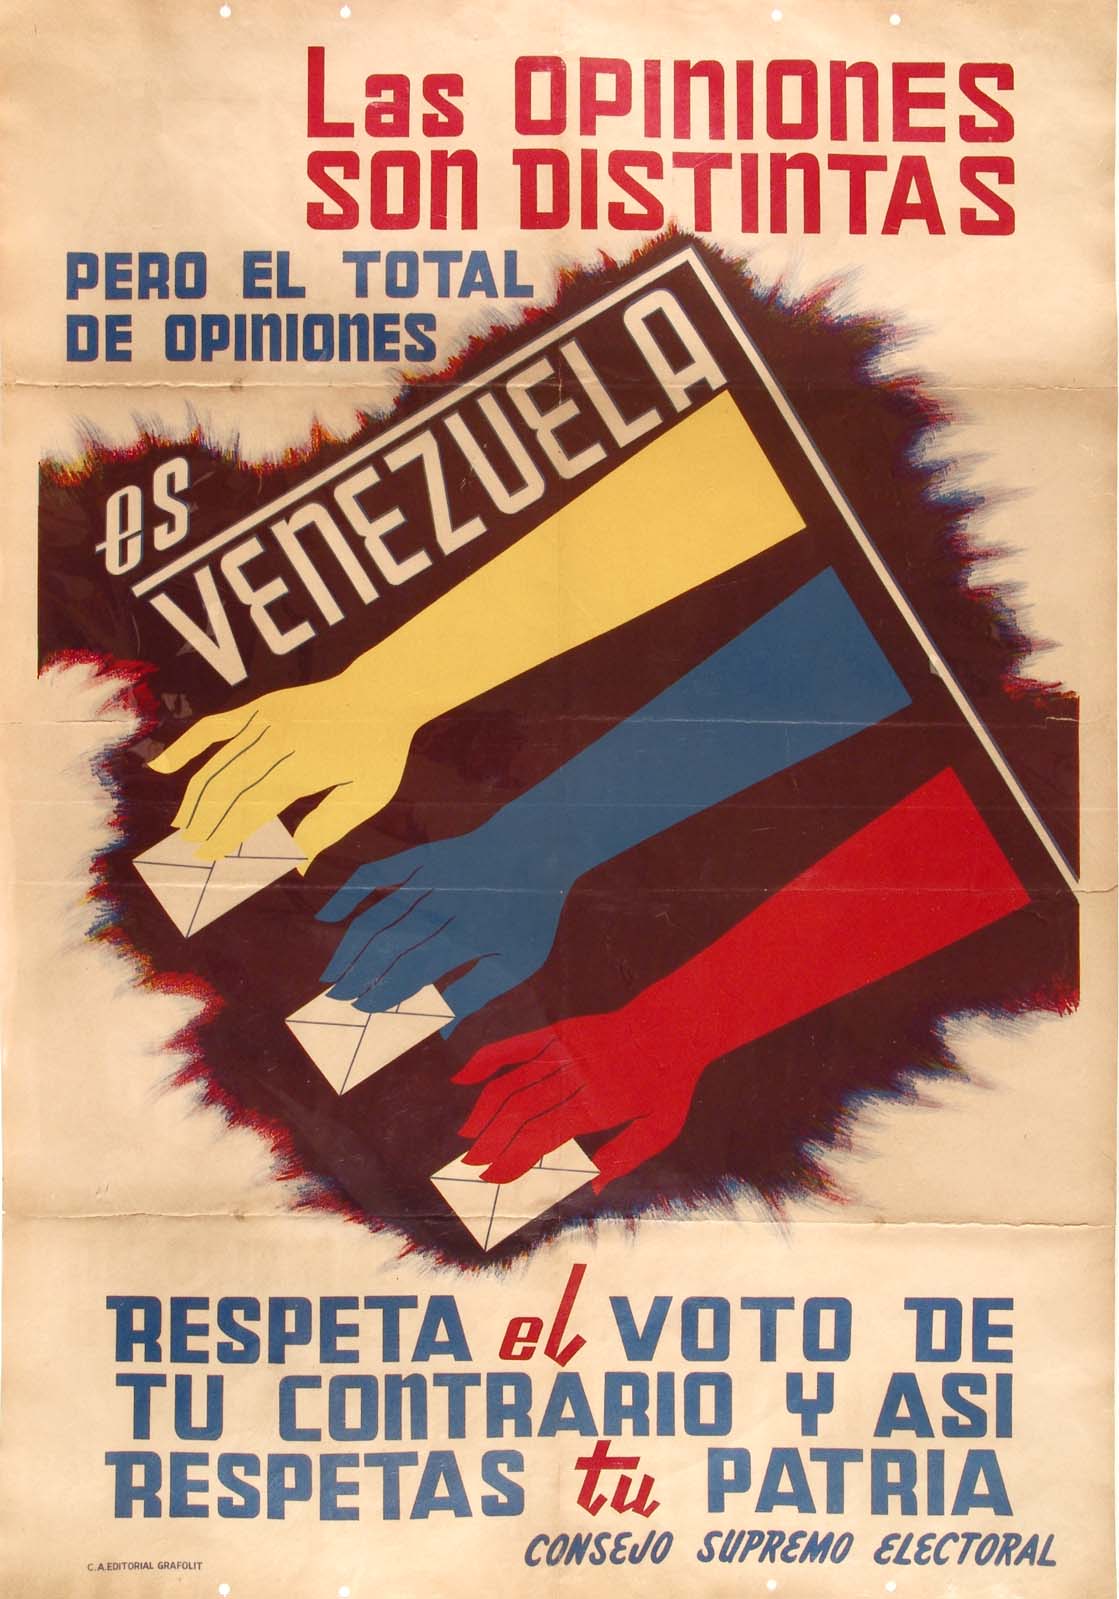 Las OPINIONES
SON DISTINTAS
PERO EL TOTAL
DE OPINIONES
es
VENEZUELA
RESPETA el VOTO DE
TU CONTRARIO Y ASI
RESPETAS tu PATRIA
CONSEJO SUPREMO ELECTORAL
C.A.EDITORIAL GRAFOLIT